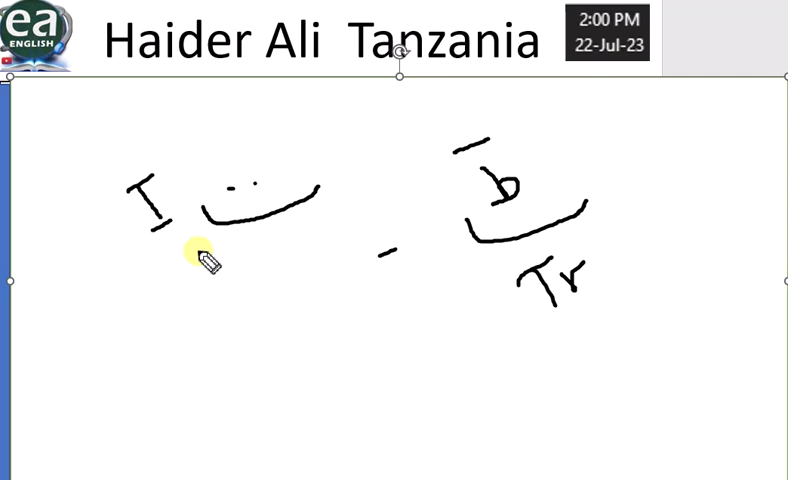 ea
ENGLISH
Haider Ali Tanzania
2:00 PM
22-Jul-23
I ت - ٹَ
Tr